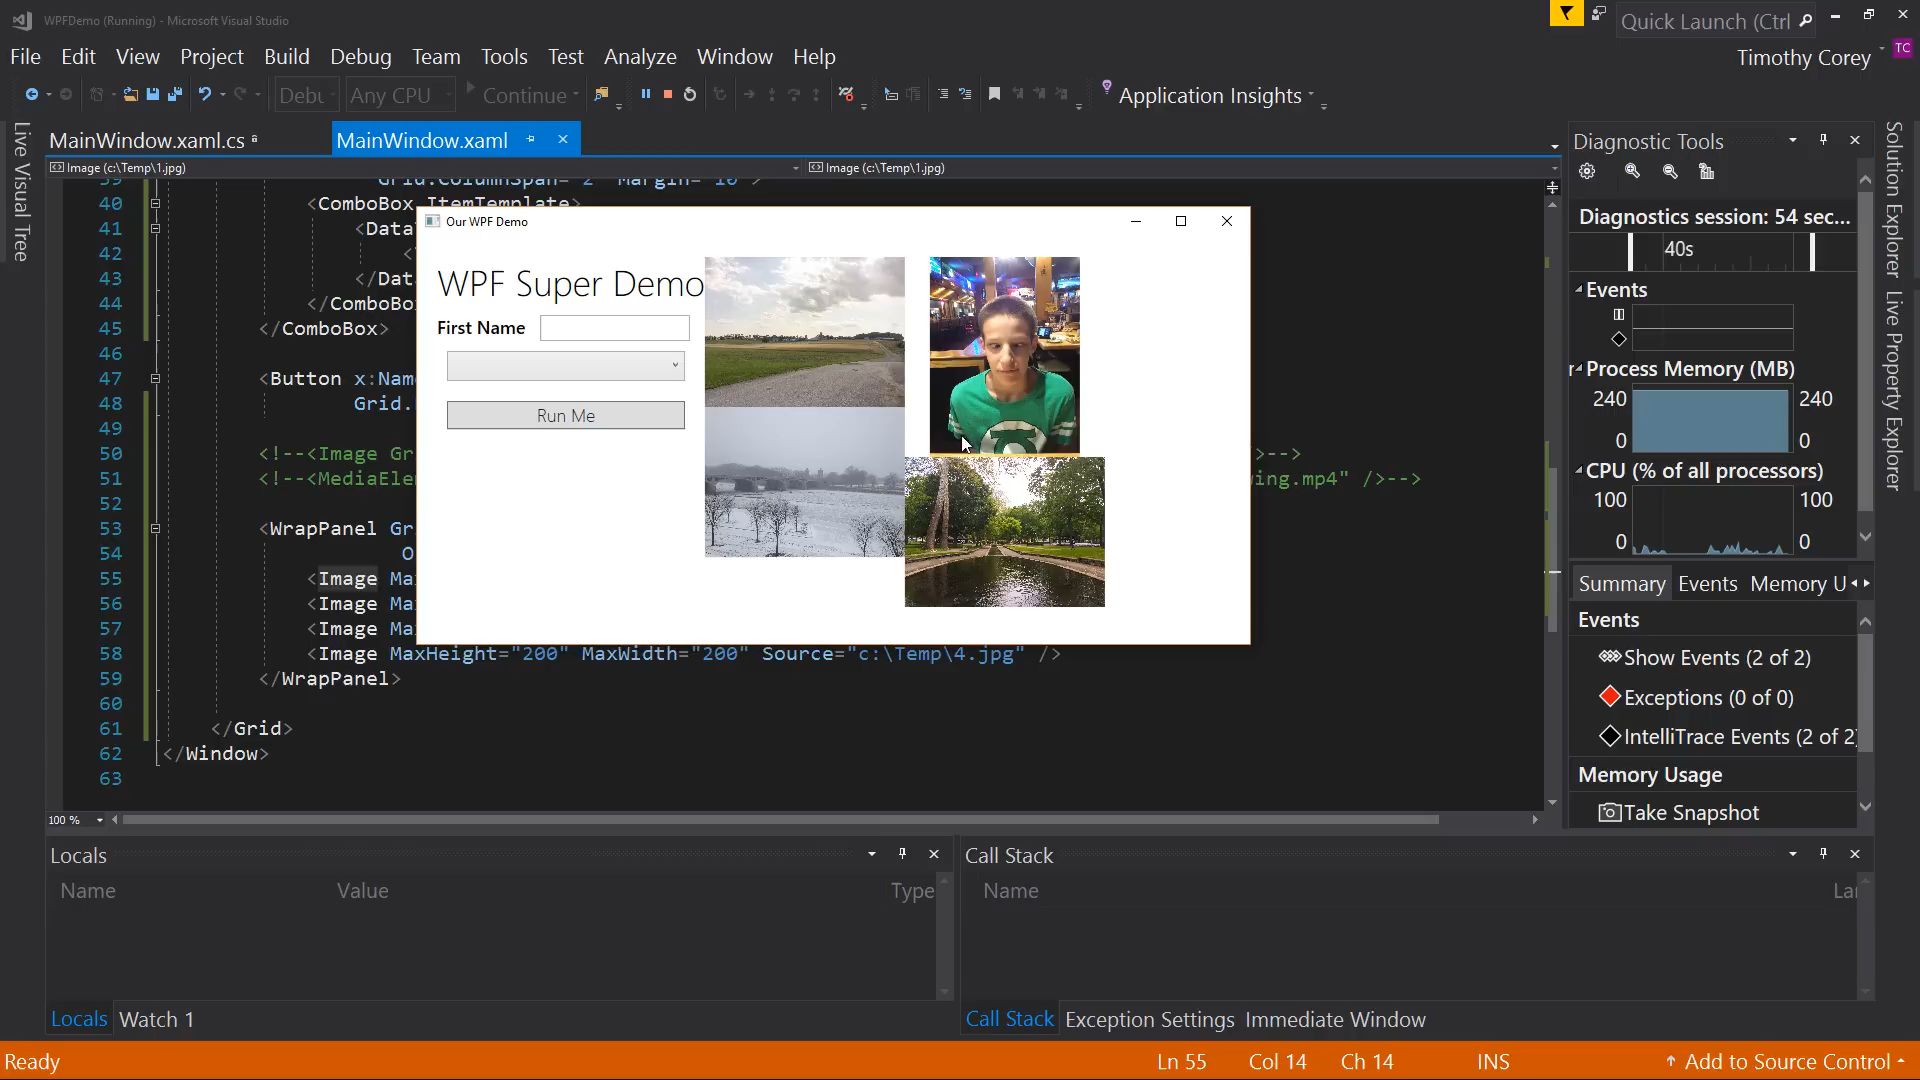 WPFDemo (Running) - Microsoft Visual Studio
Quick Launch (Ctrl
File Edit View Project Build Debug Team Tools Test Analyze Window Help
Timothy Corey TC
Any CPU Continue Application Insights
MainWindow.xaml.cs MainWindow.xaml
Image (c:\Temp\1.jpg) Image (c:\Temp\1.jpg)
Live Visual Tree
Solution Explorer
Live Property Explorer
40 <ComboBox.ItemTemplate>
41 <Data
42 <
43 </Dat
44 </ComboBox
45 </ComboBox>
46
47 <Button x:Name
48 Grid.
49
50 <!--<Image Gr >-->
51 <!--<MediaEle ing.mp4" />-->
52
53 <WrapPanel Gr
54 O
55 <Image Ma
56 <Image Ma
57 <Image Ma
58 <Image MaxHeight="200" MaxWidth="200" Source="c:\Temp\4.jpg" />
59 </WrapPanel>
60
61 </Grid>
62 </Window>
63
100 %
Our WPF Demo
WPF Super Demo
First Name
Run Me
Diagnostic Tools
Diagnostics session: 54 sec...
40s
Events
Process Memory (MB)
240 240
0 0
CPU (% of all processors)
100 100
0 0
Summary Events Memory U
Events
Show Events (2 of 2)
Exceptions (0 of 0)
IntelliTrace Events (2 of 2
Memory Usage
Take Snapshot
Locals
Name Value Type
Locals Watch 1
Call Stack
Name Lan
Call Stack Exception Settings Immediate Window
Ready Ln 55 Col 14 Ch 14 INS Add to Source Control